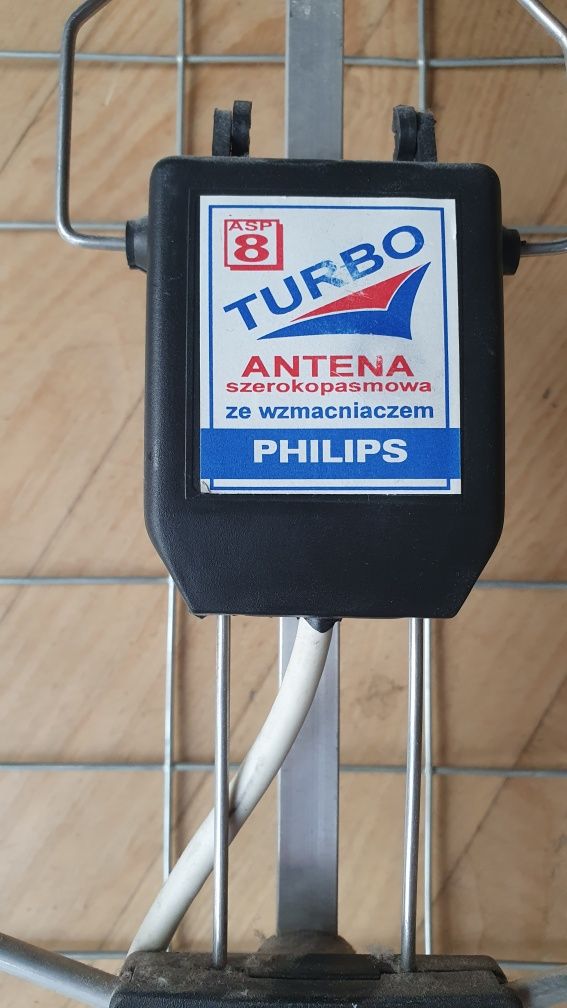 ASP
8
TURBO
ANTENA
szerokopasmowa
ze wzmacniaczem
PHILIPS